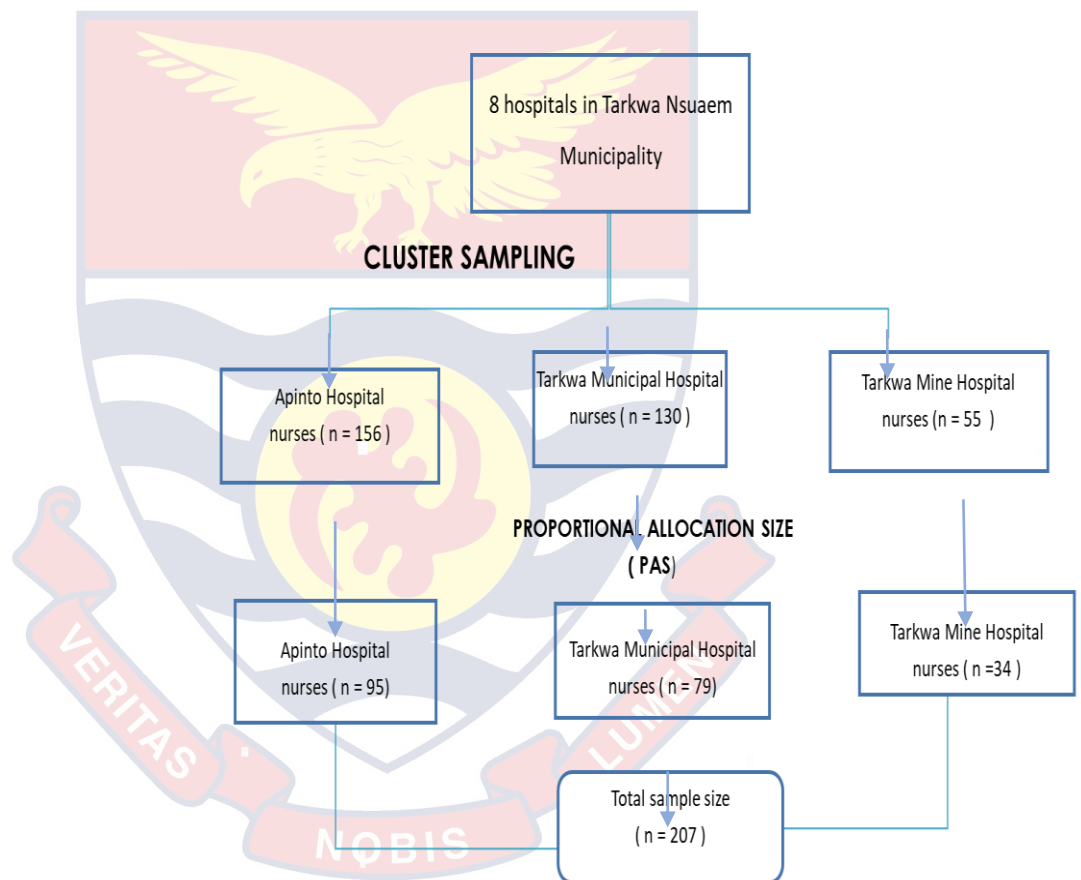 8 hospitals in Tarkwa Nsuaem
Municipality
CLUSTER SAMPLING
Apinto Hospital
nurses ( n = 156 )
Tarkwa Municipal Hospital
nurses ( n = 130 )
Tarkwa Mine Hospital
nurses (n = 55 )
PROPORTIONAL ALLOCATION SIZE
( PAS)
Apinto Hospital
nurses ( n = 95)
Tarkwa Municipal Hospital
nurses ( n = 79)
Tarkwa Mine Hospital
nurses ( n =34 )
Total sample size
( n = 207 )
VERITAS
NOBIS
LUMEN